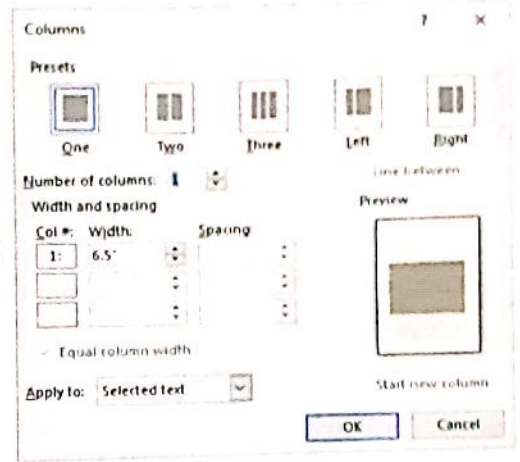 Columns ? ×
Presets
One Two Three Left Right
Number of columns: 1 Line between
Width and spacing Preview
Col #: Width: Spacing:
1: 6.5"
Equal column width
Apply to: Selected text Start new column
OK Cancel